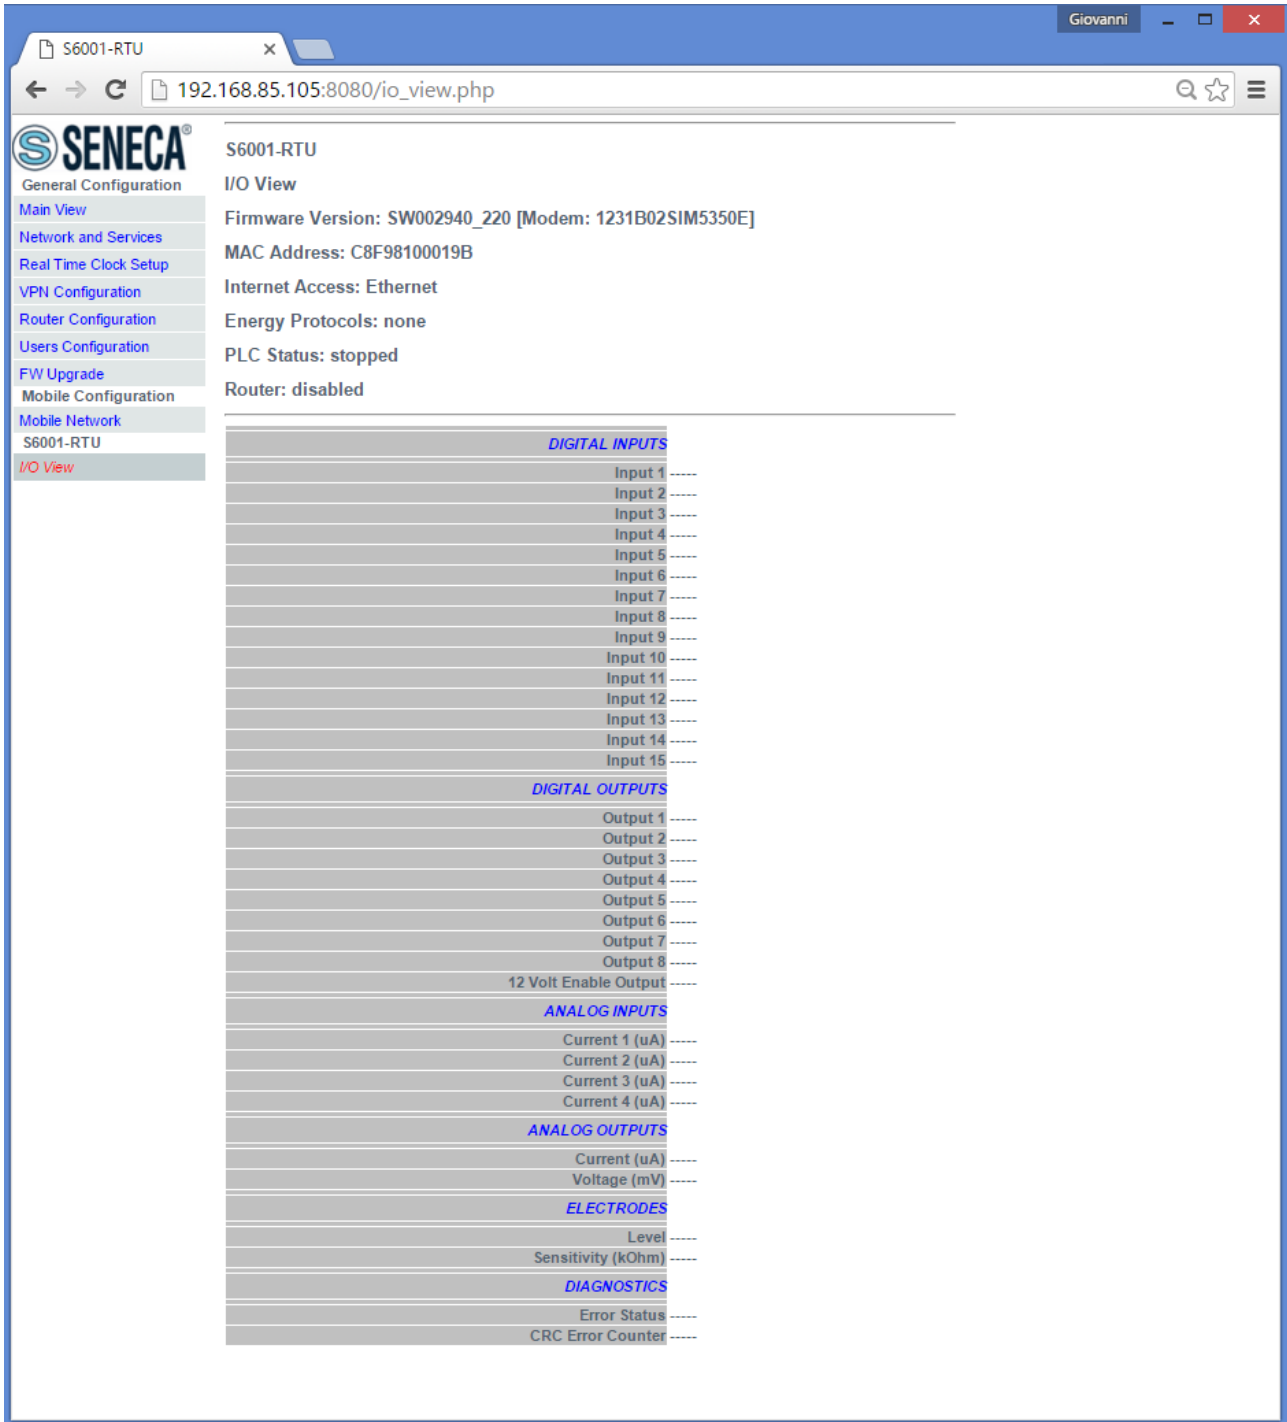 Giovanni
S6001-RTU
192.168.85.105:8080/io_view.php
SENECA®
General Configuration
Main View
Network and Services
Real Time Clock Setup
VPN Configuration
Router Configuration
Users Configuration
FW Upgrade
Mobile Configuration
Mobile Network
S6001-RTU
I/O View
S6001-RTU
I/O View
Firmware Version: SW002940_220 [Modem: 1231B02SIM5350E]
MAC Address: C8F98100019B
Internet Access: Ethernet
Energy Protocols: none
PLC Status: stopped
Router: disabled
DIGITAL INPUTS
Input 1 -----
Input 2 -----
Input 3 -----
Input 4 -----
Input 5 -----
Input 6 -----
Input 7 -----
Input 8 -----
Input 9 -----
Input 10 -----
Input 11 -----
Input 12 -----
Input 13 -----
Input 14 -----
Input 15 -----
DIGITAL OUTPUTS
Output 1 -----
Output 2 -----
Output 3 -----
Output 4 -----
Output 5 -----
Output 6 -----
Output 7 -----
Output 8 -----
12 Volt Enable Output -----
ANALOG INPUTS
Current 1 (uA) -----
Current 2 (uA) -----
Current 3 (uA) -----
Current 4 (uA) -----
ANALOG OUTPUTS
Current (uA) -----
Voltage (mV) -----
ELECTRODES
Level -----
Sensitivity (kOhm) -----
DIAGNOSTICS
Error Status -----
CRC Error Counter -----